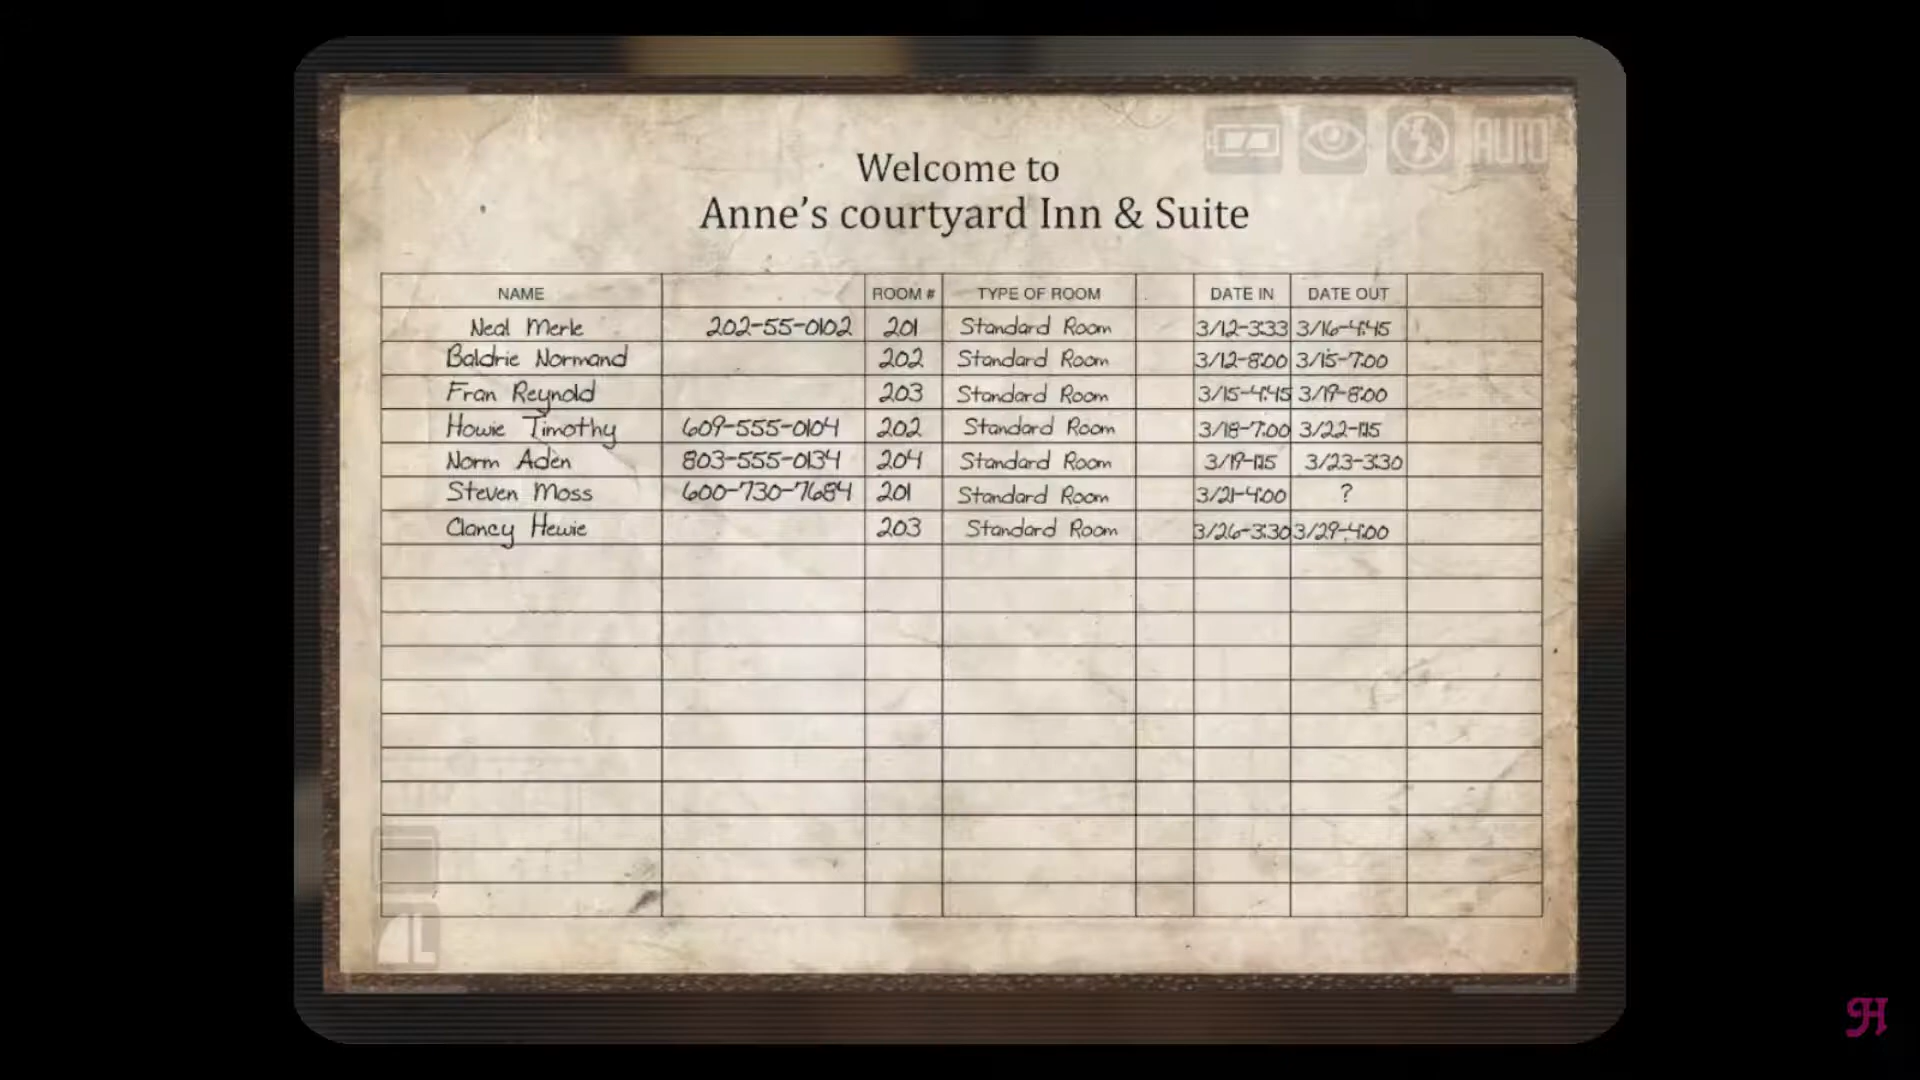 AUTO
Welcome to
Anne's courtyard Inn & Suite
NAME ROOM # TYPE OF ROOM DATE IN DATE OUT
Neal Merle 202-55-0102 201 Standard Room 3/12-3:33 3/16-4:45
Baldrie Normand 202 Standard Room 3/12-8:00 3/15-7:00
Fran Reynold 203 Standard Room 3/15-4:45 3/19-8:00
Howie Timothy 609-555-0104 202 Standard Room 3/18-7:00 3/22-1:15
Norm Aden 803-555-0134 204 Standard Room 3/19-1:15 3/23-3:30
Steven Moss 600-730-7684 201 Standard Room 3/21-4:00 ?
Clancy Hewie 203 Standard Room 3/26-3:30 3/29-4:00
L
H